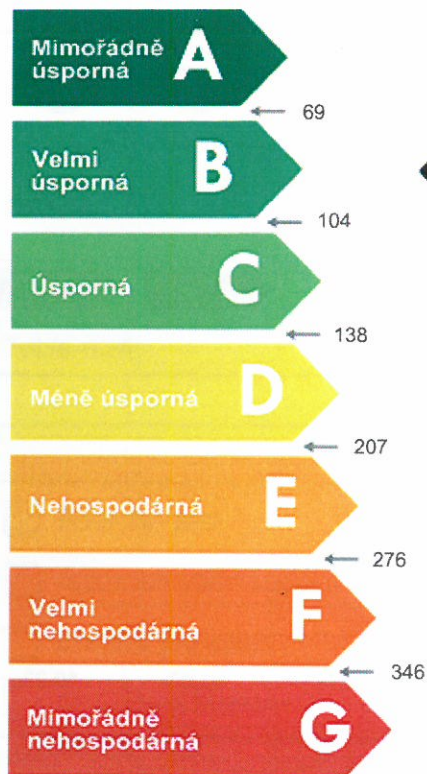 Mimořádně
úsporná
A
69
Velmi
úsporná
B
104
Úsporná
C
138
Méně úsporná
D
207
Nehospodárná
E
276
Velmi
nehospodárná
F
346
Mimořádně
nehospodárná
G